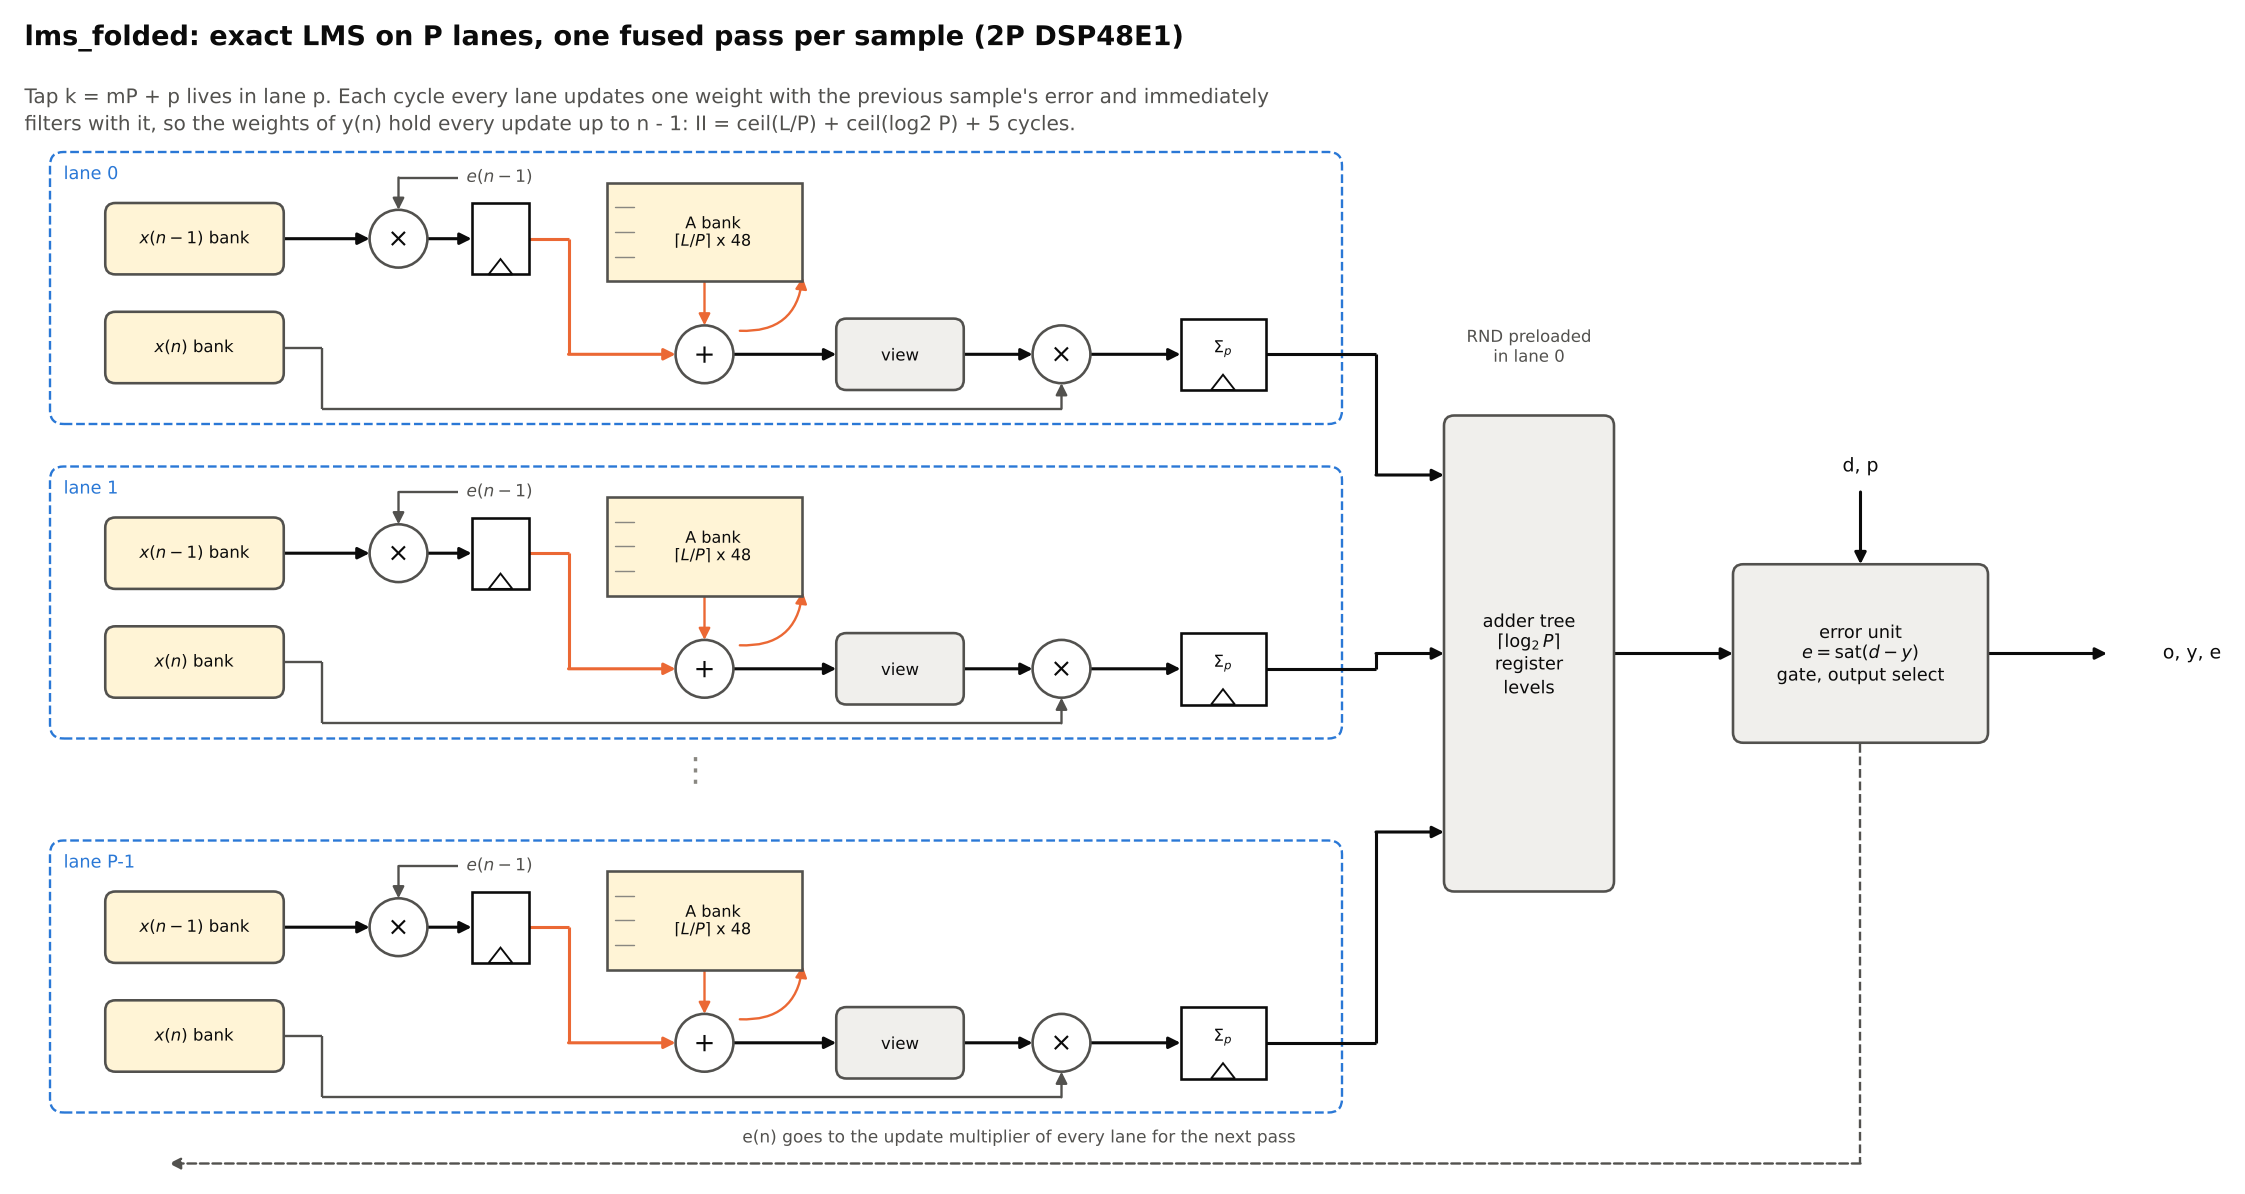 lms_folded: exact LMS on P lanes, one fused pass per sample (2P DSP48E1)
Tap k = mP + p lives in lane p. Each cycle every lane updates one weight with the previous sample's error and immediately
filters with it, so the weights of y(n) hold every update up to n - 1: II = ceil(L/P) + ceil(log2 P) + 5 cycles.
lane 0
e(n − 1)
x(n − 1) bank
×
A bank
⌈L/P⌉ x 48
x(n) bank
+
view
×
Σp
RND preloaded
in lane 0
lane 1
e(n − 1)
x(n − 1) bank
×
A bank
⌈L/P⌉ x 48
x(n) bank
+
view
×
Σp
⋮
lane P-1
e(n − 1)
x(n − 1) bank
×
A bank
⌈L/P⌉ x 48
x(n) bank
+
view
×
Σp
adder tree
⌈log₂ P⌉
register
levels
d, p
error unit
e = sat(d − y)
gate, output select
o, y, e
e(n) goes to the update multiplier of every lane for the next pass